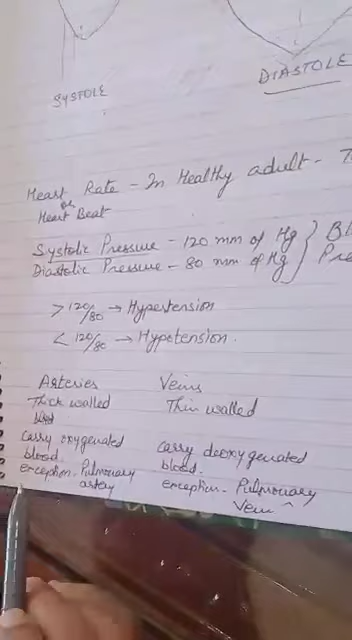 SYSTOLE
DIASTOLE
Heart Rate - In Healthy adult -
or
Heart Beat
Systolic Pressure - 120 mm of Hg
Diastolic Pressure - 80 mm of Hg
> 120/80 → Hypertension
< 120/80 → Hypotension.
Arteries Veins
Thick walled Thin walled
carry oxygenated carry deoxygenated
blood. blood.
exception - Pulmonary exception - Pulmonary
artery Vein